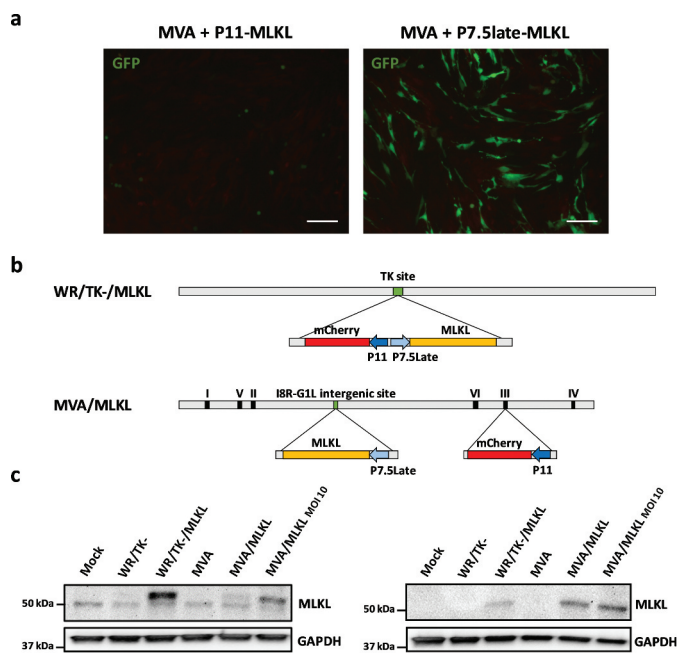 a
MVA + P11-MLKL
MVA + P7.5late-MLKL
GFP
GFP
b
TK site
WR/TK-/MLKL
mCherry
MLKL
P11
P7.5Late
I
V
II
I8R-G1L intergenic site
VI
III
IV
MVA/MLKL
MLKL
mCherry
P7.5Late
P11
c
Mock
WR/TK-
WR/TK-/MLKL
MVA
MVA/MLKL
MVA/MLKL MOI 10
50 kDa
MLKL
37 kDa
GAPDH
Mock
WR/TK-
WR/TK-/MLKL
MVA
MVA/MLKL
MVA/MLKL MOI 10
50 kDa
MLKL
37 kDa
GAPDH